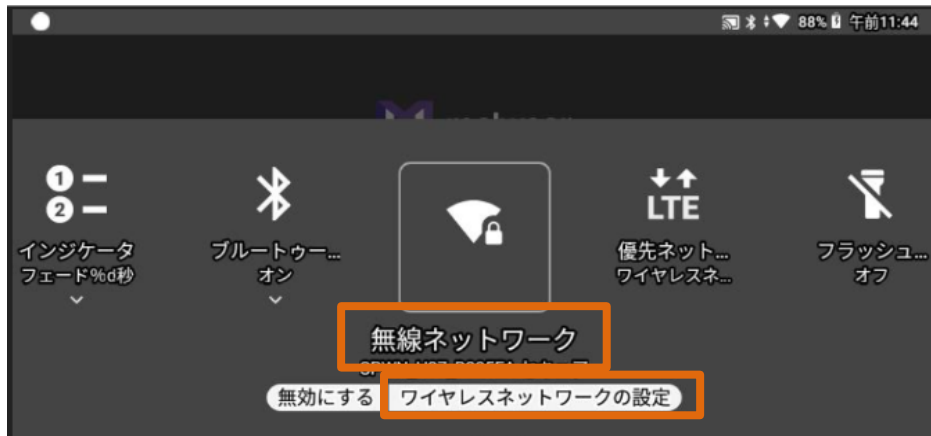 88% 午前11:44
1
2
LTE
インジケータ
フェード%d秒
ブルートゥー...
オン
優先ネット...
ワイヤレスネ...
フラッシュ...
オフ
無線ネットワーク
無効にする
ワイヤレスネットワークの設定